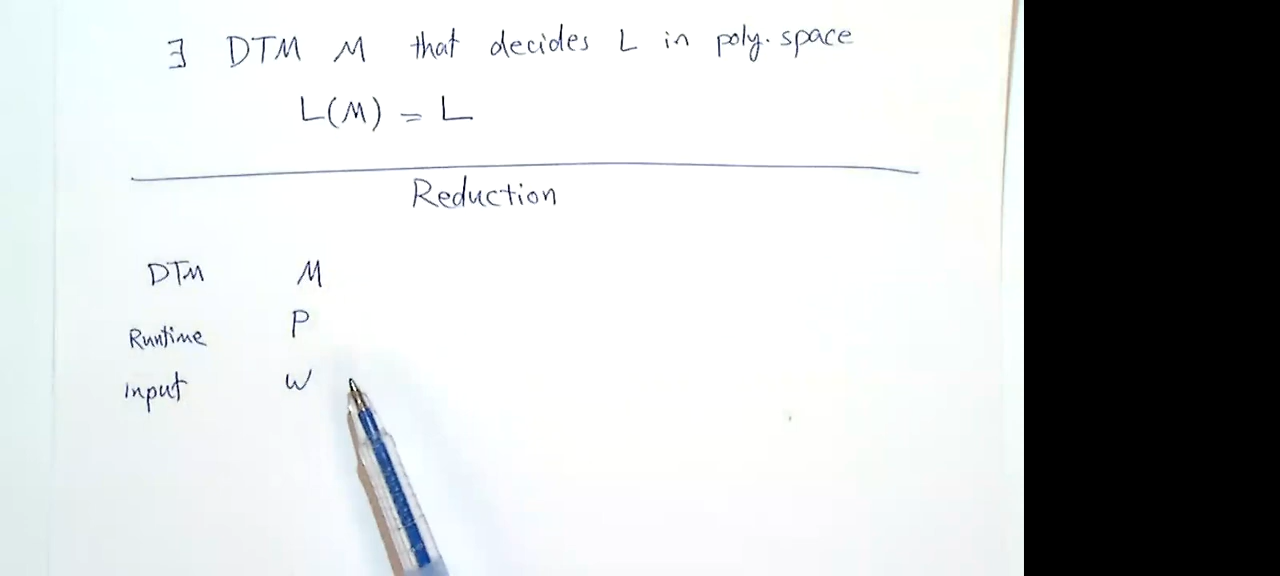 ∃ DTM M that decides L in poly. space
L(M) = L
Reduction
DTM M
Runtime P
Input W